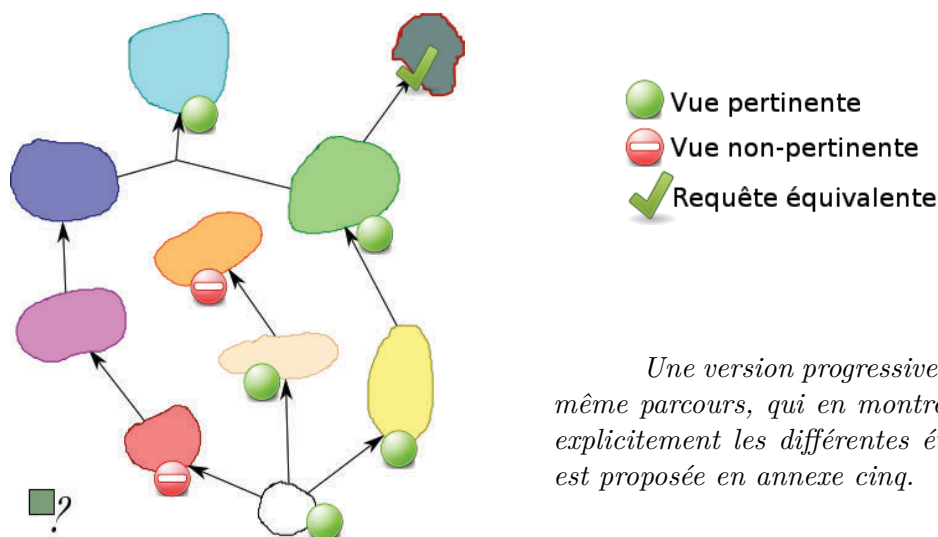 Vue pertinente
Vue non-pertinente
Requête équivalente
Une version progressive
même parcours, qui en montre
explicitement les différentes é
est proposée en annexe cinq.
?